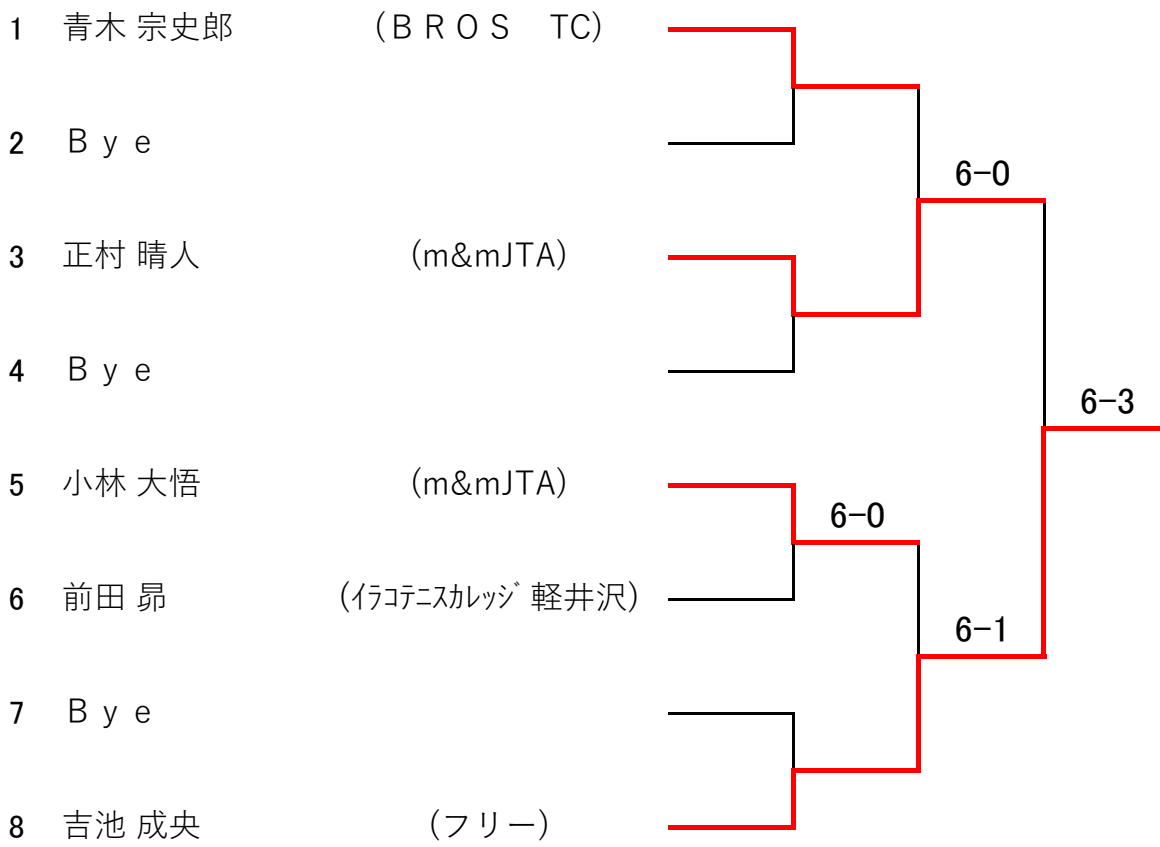 1 青木 宗史郎 (ＢＲＯＳ　TC)
2 Ｂｙｅ
6-0
3 正村 晴人 (m&mJTA)
4 Ｂｙｅ
6-3
5 小林 大悟 (m&mJTA)
6-0
6 前田 昴 (ｲﾗｺﾃﾆｽｶﾚｯｼﾞ 軽井沢)
6-1
7 Ｂｙｅ
8 吉池 成央 (フリー)